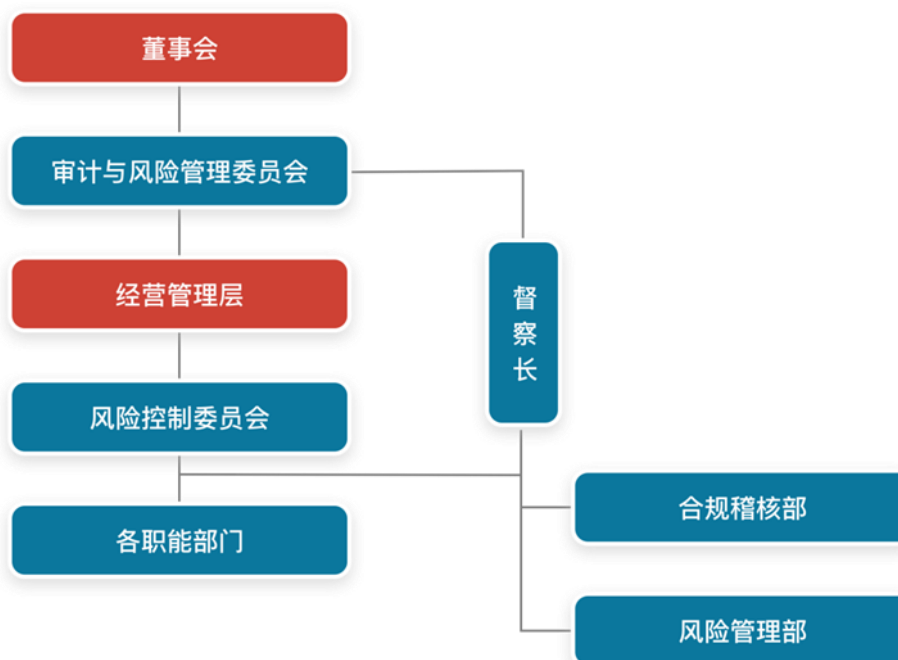 董事会
审计与风险管理委员会
经营管理层
督察长
风险控制委员会
合规稽核部
各职能部门
风险管理部